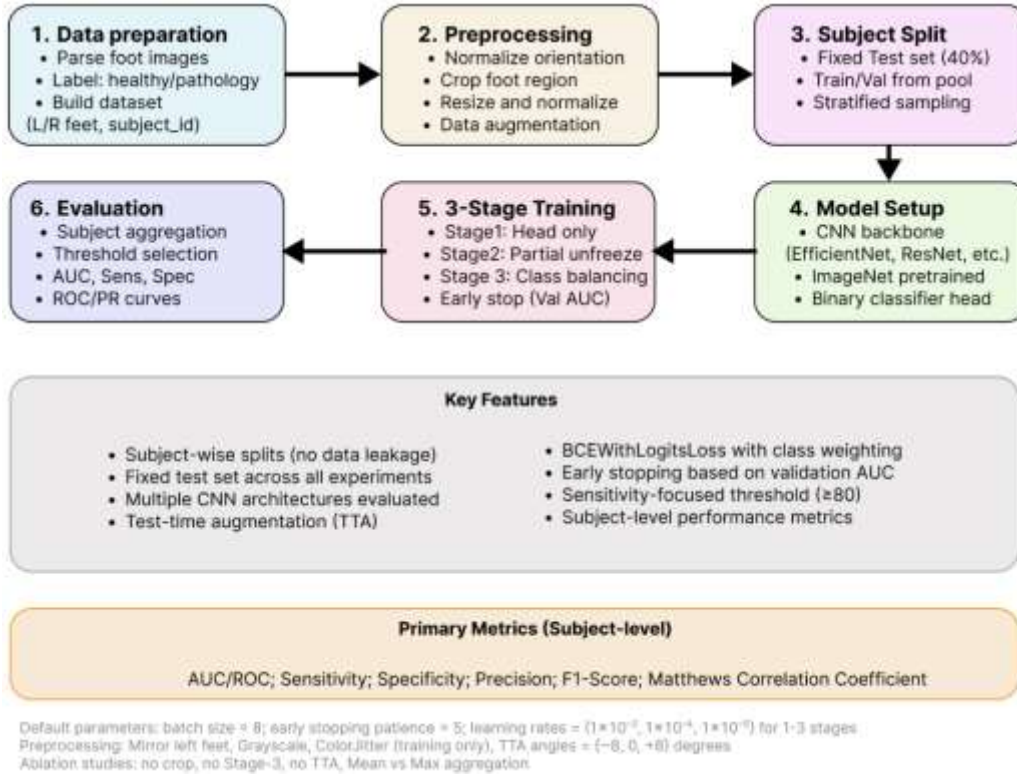 1. Data preparation
• Parse foot images
• Label: healthy/pathology
• Build dataset
(L/R feet, subject_id)
2. Preprocessing
• Normalize orientation
• Crop foot region
• Resize and normalize
• Data augmentation
3. Subject Split
• Fixed Test set (40%)
• Train/Val from pool
• Stratified sampling
4. Model Setup
• CNN backbone
(EfficientNet, ResNet, etc.)
• ImageNet pretrained
• Binary classifier head
5. 3-Stage Training
• Stage1: Head only
• Stage2: Partial unfreeze
• Stage 3: Class balancing
• Early stop (Val AUC)
6. Evaluation
• Subject aggregation
• Threshold selection
• AUC, Sens, Spec
• ROC/PR curves
Key Features
• Subject-wise splits (no data leakage)
• Fixed test set across all experiments
• Multiple CNN architectures evaluated
• Test-time augmentation (TTA)
• BCEWithLogitsLoss with class weighting
• Early stopping based on validation AUC
• Sensitivity-focused threshold (≥80)
• Subject-level performance metrics
Primary Metrics (Subject-level)
AUC/ROC; Sensitivity; Specificity; Precision; F1-Score; Matthews Correlation Coefficient
Default parameters: batch size = 8; early stopping patience = 5; learning rates = for 1-3 stages
Preprocessing: Mirror left feet, Grayscale, ColorJitter (training only), TTA angles = {−8, 0, +8} degrees
Ablation studies: no crop, no Stage-3, no TTA, Mean vs Max aggregation